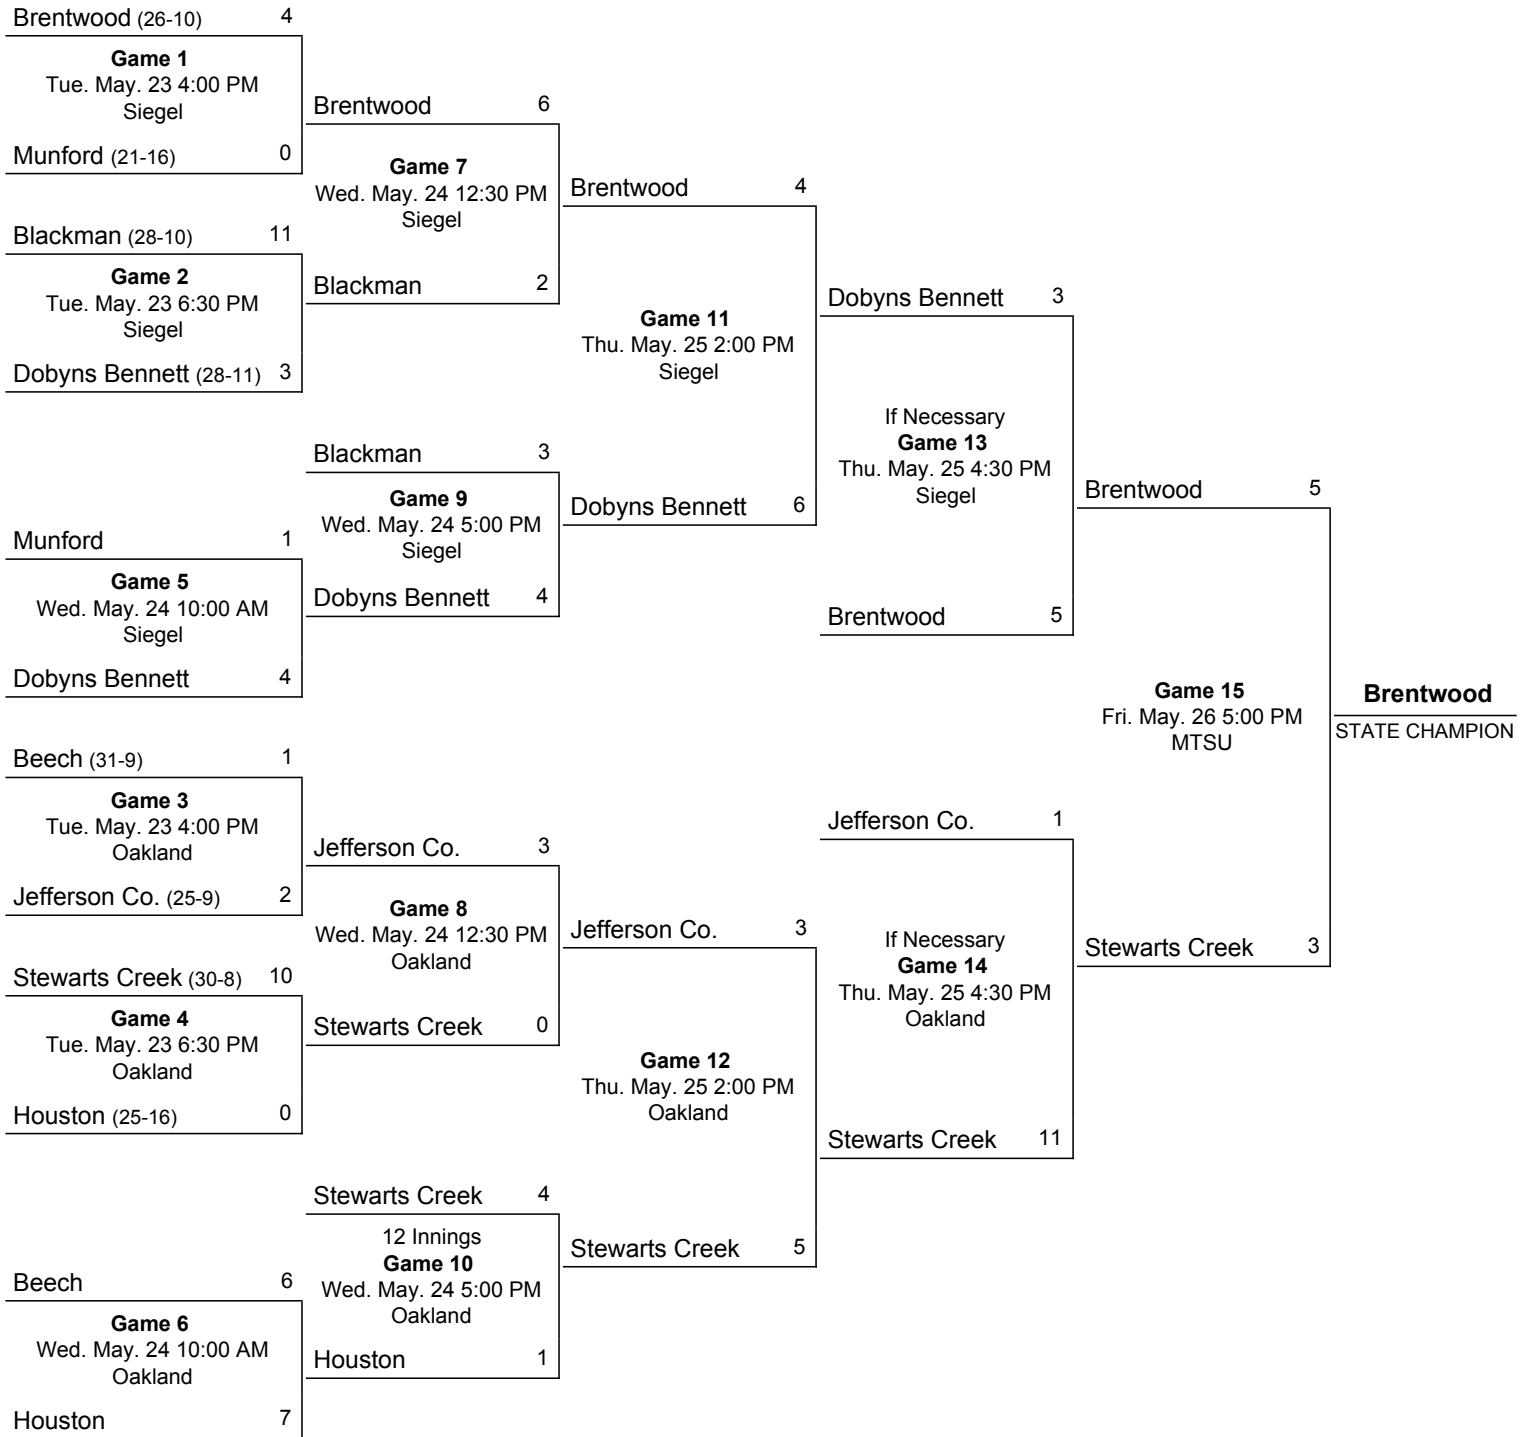 Brentwood (26-10) 4
Game 1
Tue. May. 23 4:00 PM
Siegel
Munford (21-16) 0
Blackman (28-10) 11
Game 2
Tue. May. 23 6:30 PM
Siegel
Dobyns Bennett (28-11) 3
Munford 1
Game 5
Wed. May. 24 10:00 AM
Siegel
Dobyns Bennett 4
Beech (31-9) 1
Game 3
Tue. May. 23 4:00 PM
Oakland
Jefferson Co. (25-9) 2
Stewarts Creek (30-8) 10
Game 4
Tue. May. 23 6:30 PM
Oakland
Houston (25-16) 0
Beech 6
Game 6
Wed. May. 24 10:00 AM
Oakland
Houston 7
Brentwood 6
Game 7
Wed. May. 24 12:30 PM
Siegel
Blackman 2
Blackman 3
Game 9
Wed. May. 24 5:00 PM
Siegel
Dobyns Bennett 4
Jefferson Co. 3
Game 8
Wed. May. 24 12:30 PM
Oakland
Stewarts Creek 0
Stewarts Creek 4
12 Innings
Game 10
Wed. May. 24 5:00 PM
Oakland
Houston 1
Brentwood 4
Game 11
Thu. May. 25 2:00 PM
Siegel
Dobyns Bennett 6
Jefferson Co. 3
Game 12
Thu. May. 25 2:00 PM
Oakland
Stewarts Creek 5
Dobyns Bennett 3
If Necessary
Game 13
Thu. May. 25 4:30 PM
Siegel
Brentwood 5
Jefferson Co. 1
If Necessary
Game 14
Thu. May. 25 4:30 PM
Oakland
Stewarts Creek 11
Brentwood 5
Game 15
Fri. May. 26 5:00 PM
MTSU
Stewarts Creek 3
Brentwood
STATE CHAMPION